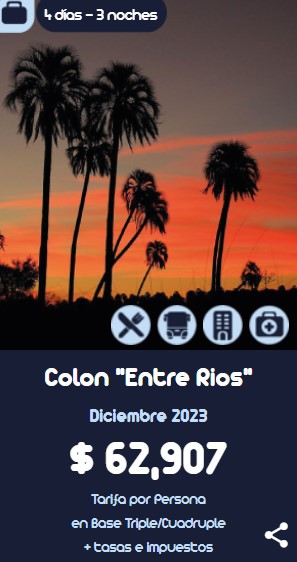 4 días - 3 noches
Colon "Entre Rios"
Diciembre 2023
$ 62,907
Tarifa por Persona
en Base Triple/Cuadruple
+ tasas e impuestos